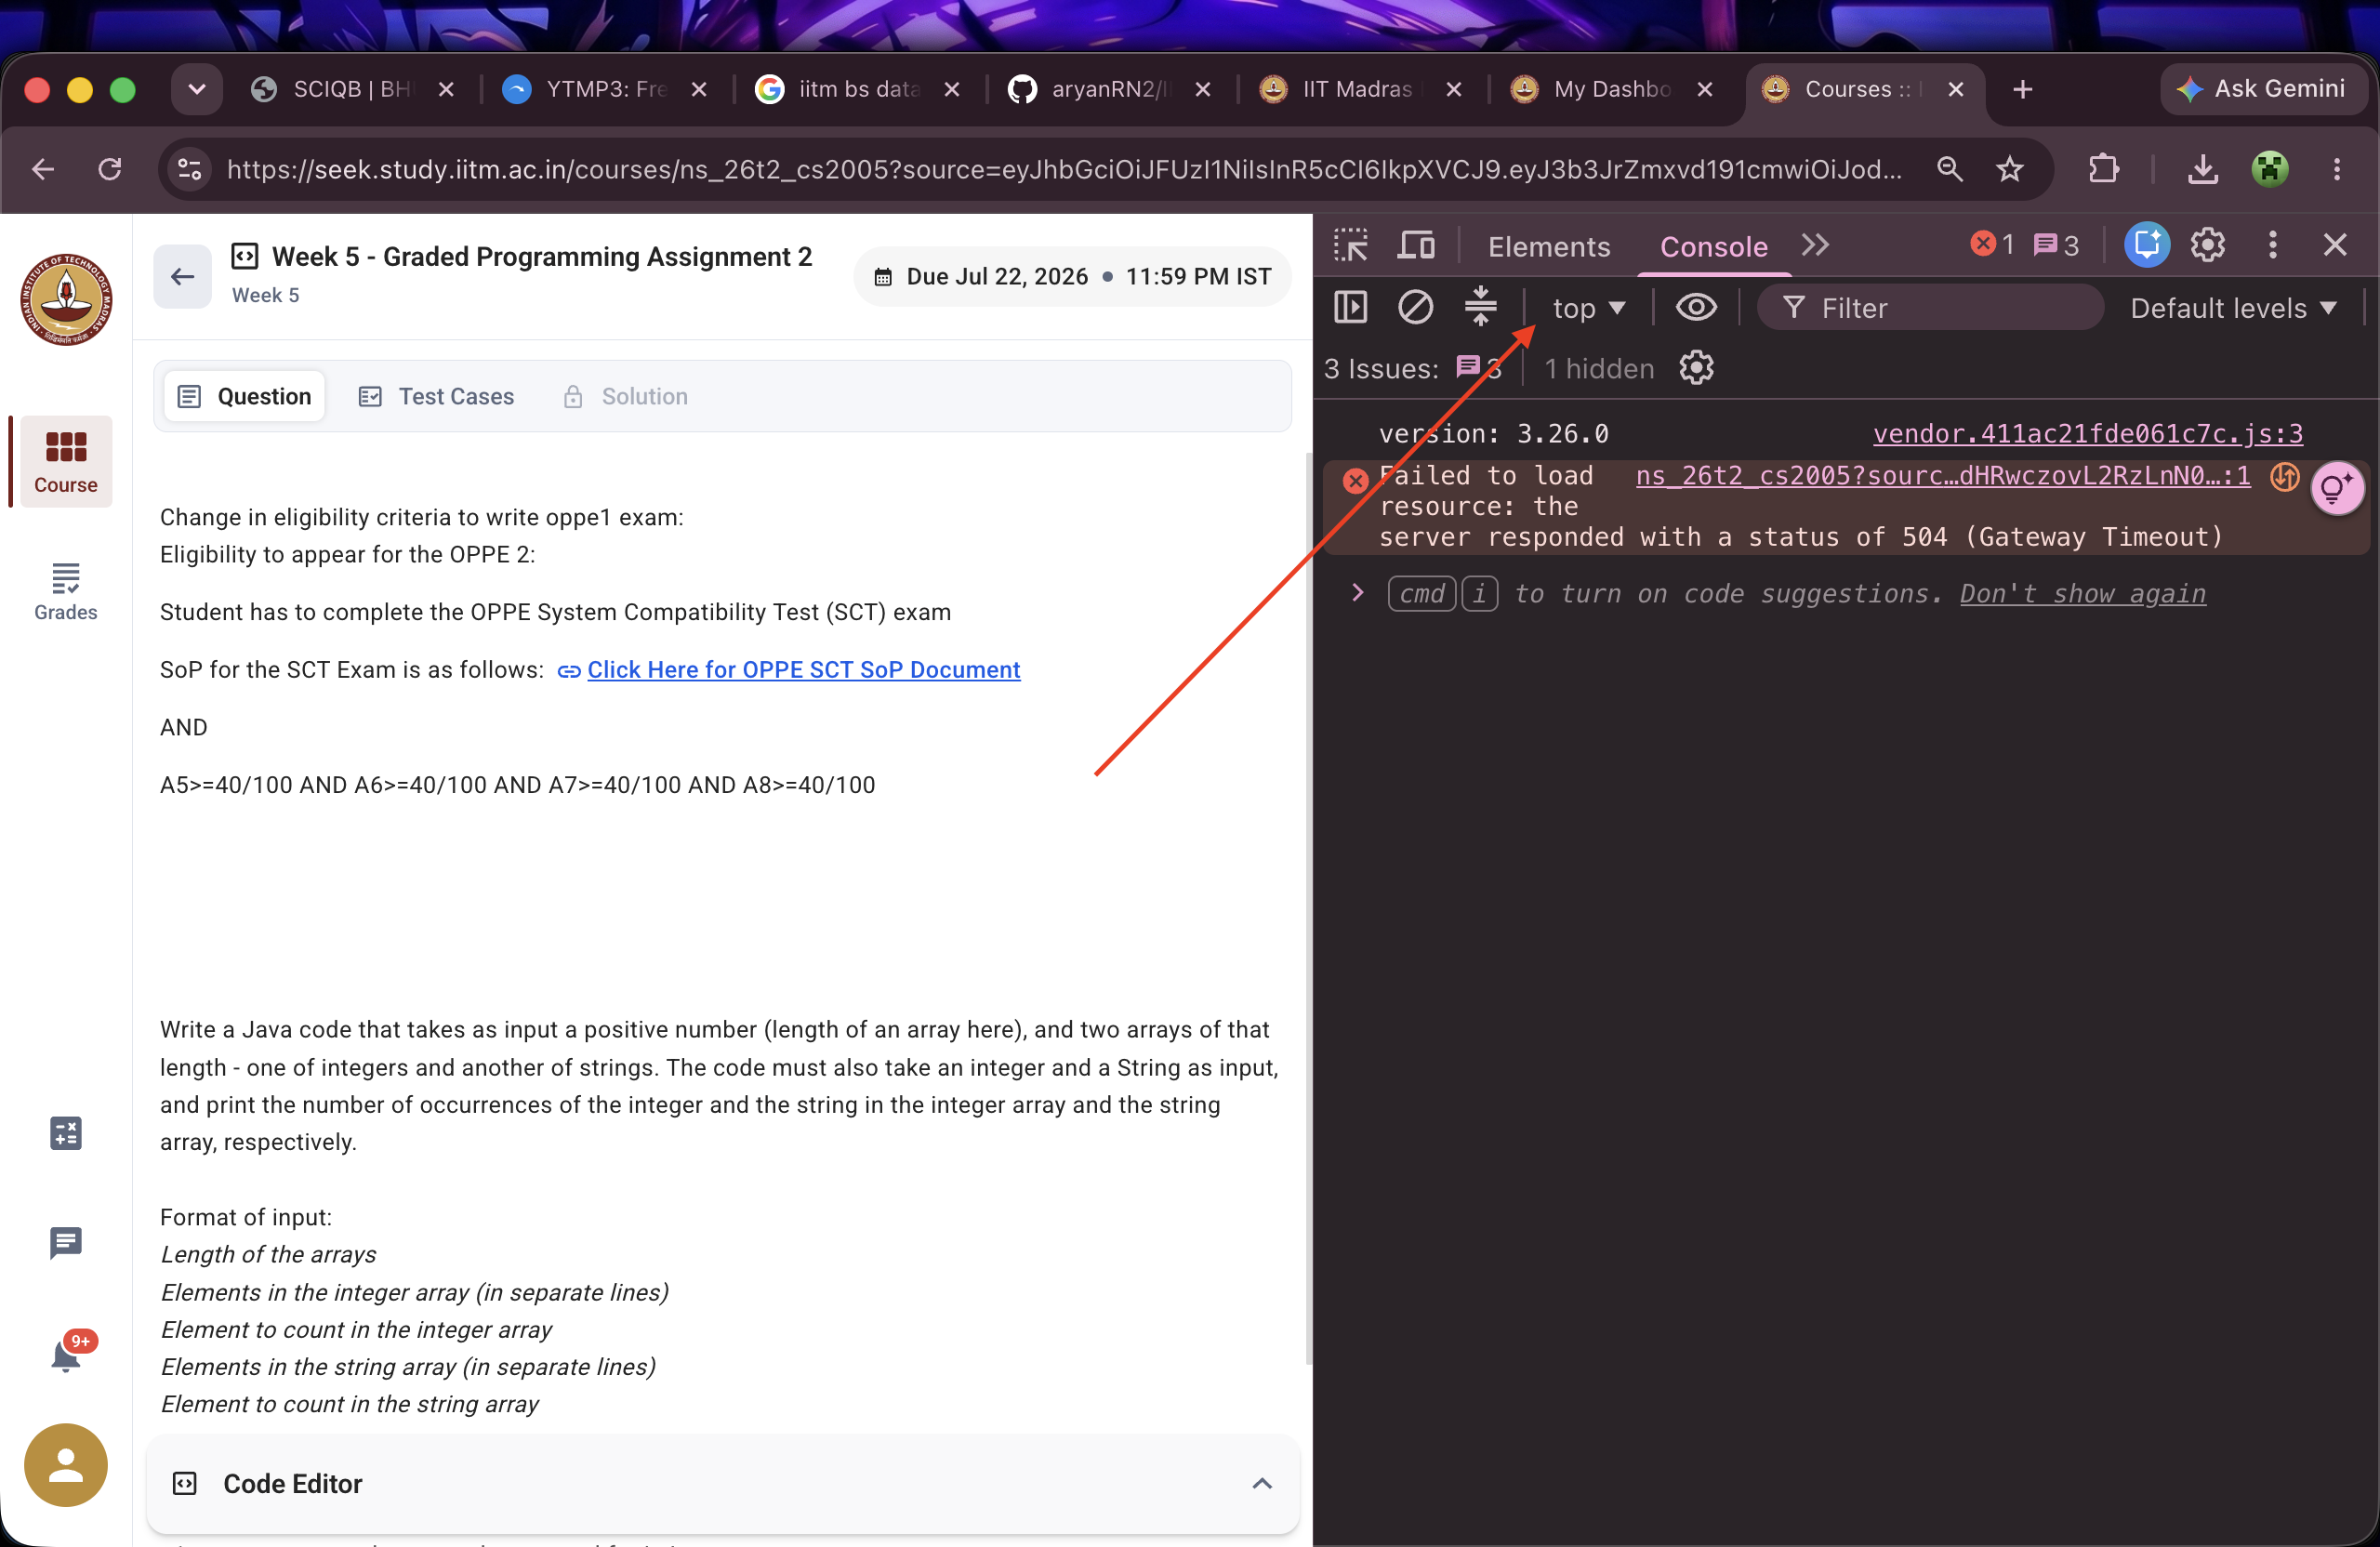 SCIQB | BH
YTMP3: Fre
iitm bs data
aryanRN2/I
IIT Madras
My Dashbo
Courses ::
Ask Gemini
https://seek.study.iitm.ac.in/courses/ns_26t2_cs2005?source=eyJhbGciOiJFUzI1NiIsInR5cCI6IkpXVCJ9.eyJ3b3JrZmxvd191cmwiOiJod...
Week 5 - Graded Programming Assignment 2
Week 5
Due Jul 22, 2026 • 11:59 PM IST
Question
Test Cases
Solution
Course
Grades
9+
Change in eligibility criteria to write oppe1 exam:
Eligibility to appear for the OPPE 2:
Student has to complete the OPPE System Compatibility Test (SCT) exam
SoP for the SCT Exam is as follows: Click Here for OPPE SCT SoP Document
AND
A5>=40/100 AND A6>=40/100 AND A7>=40/100 AND A8>=40/100
Write a Java code that takes as input a positive number (length of an array here), and two arrays of that
length - one of integers and another of strings. The code must also take an integer and a String as input,
and print the number of occurrences of the integer and the string in the integer array and the string
array, respectively.
Format of input:
Length of the arrays
Elements in the integer array (in separate lines)
Element to count in the integer array
Elements in the string array (in separate lines)
Element to count in the string array
Code Editor
Elements
Console
1
3
top
Filter
Default levels
3 Issues: 3
1 hidden
version: 3.26.0 vendor.411ac21fde061c7c.js:3
Failed to load ns_26t2_cs2005?sourc…dHRwczovL2RzLnN0…:1
resource: the
server responded with a status of 504 (Gateway Timeout)
cmd i to turn on code suggestions. Don't show again